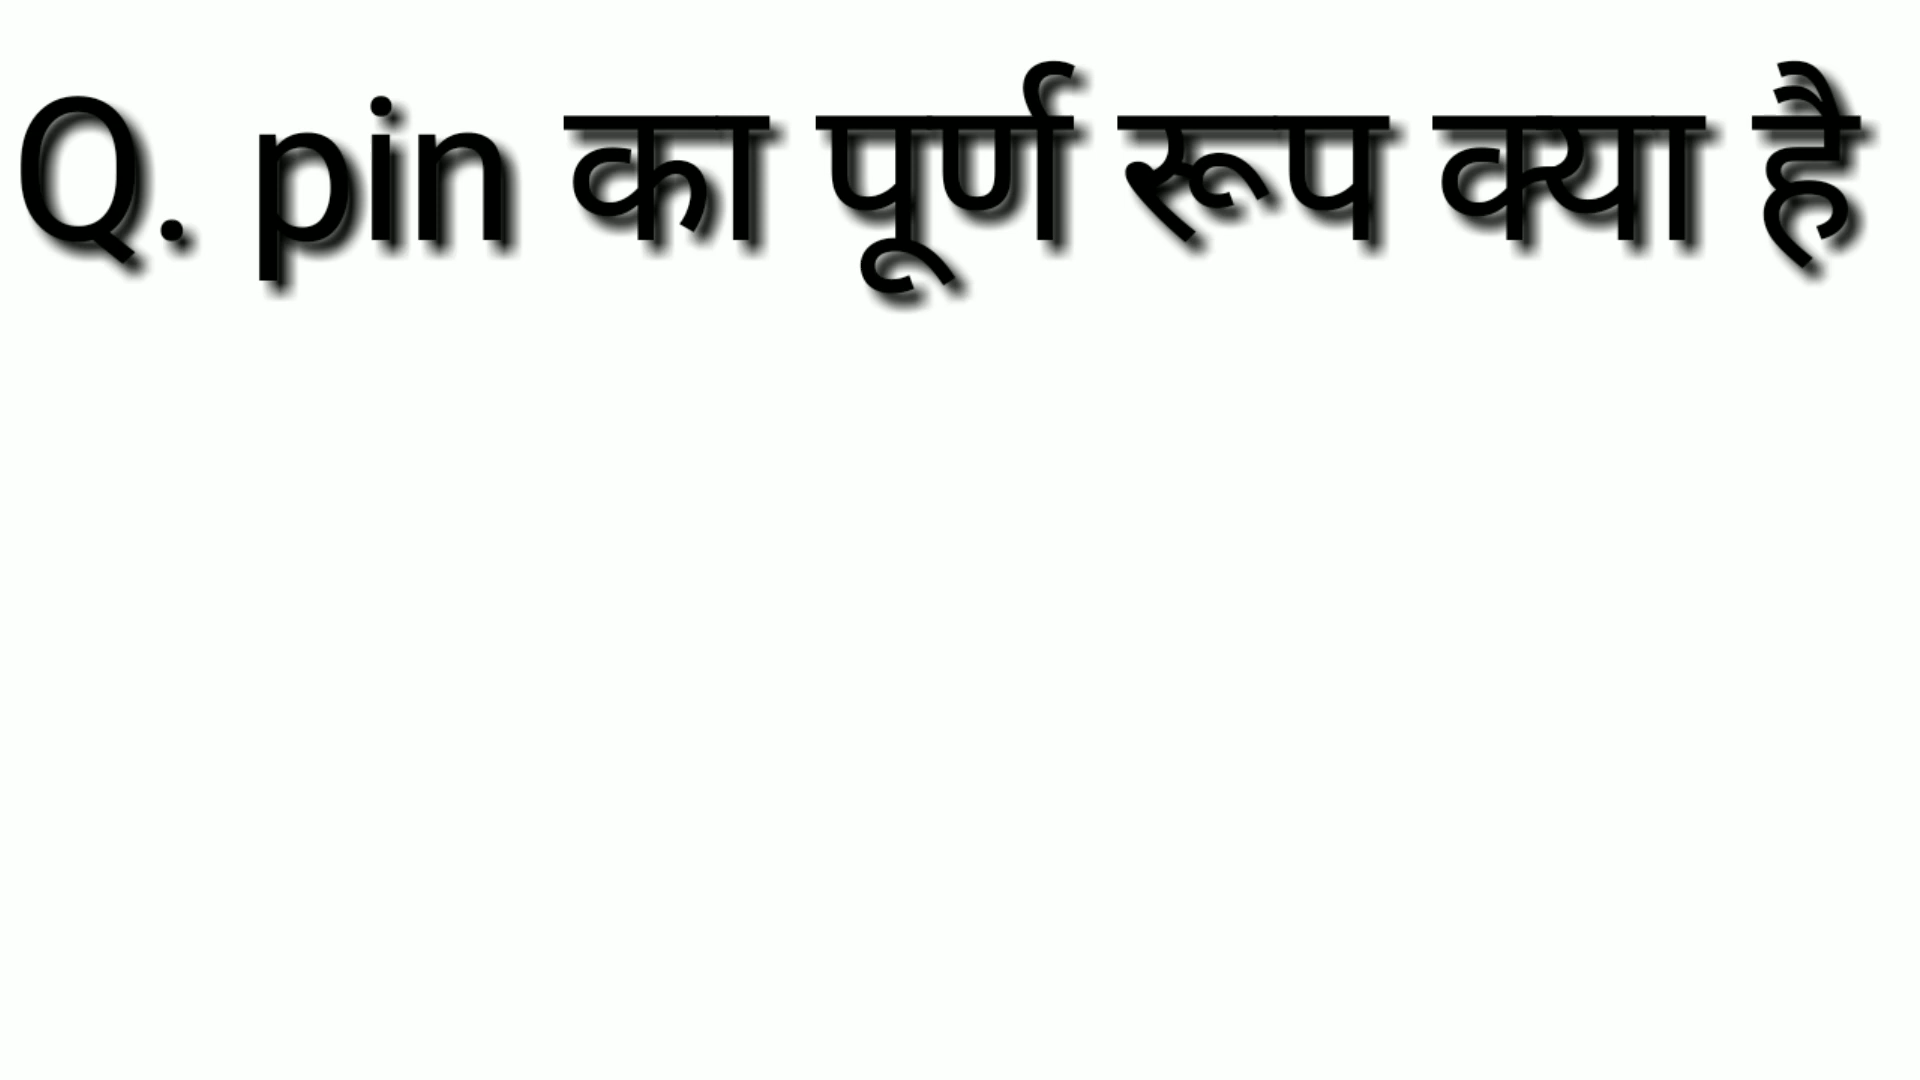 Q. pin का पूर्ण रूप क्या है